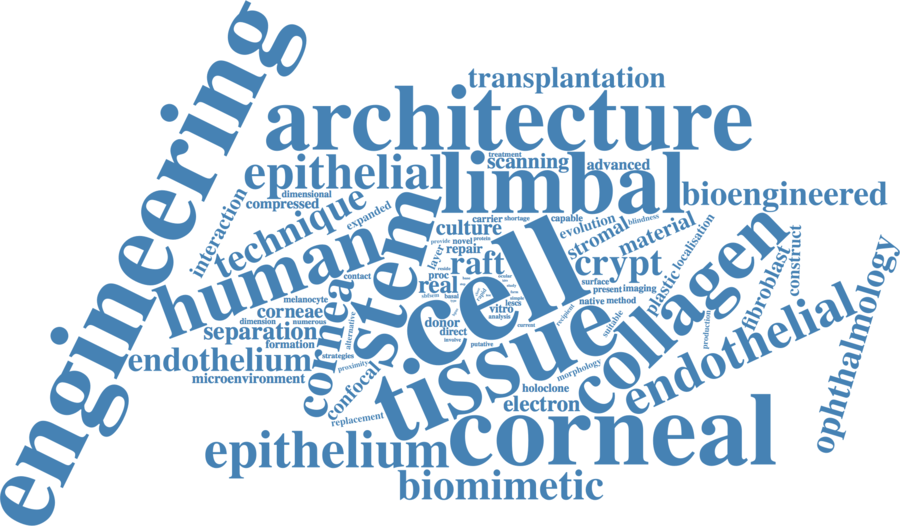 engineering
transplantation
architecture
treatment
scanning
advanced
epithelial
limbal
bioengineered
dimensional
compressed
interaction
technique
expanded
stem
carrier
shortage
capable
culture
evolution
blindness
stromal
material
localisation
human
provide
novel
protein
repair
layer
cell
raft
crypt
collagen
construct
fibroblast
ophthalmology
contact
proc
real
surface
plastic
present
imaging
melanocyte
cornea
corneae
basal
simple
lescs
native
method
dimension
numerous
separation
alternative
donor
vitro
analysis
recipient
suitable
production
direct
current
formation
involve
putative
strategies
endothelium
proximity
tissue
endothelial
microenvironment
confocal
morphology
holoclone
replacement
electron
epithelium
corneal
biomimetic